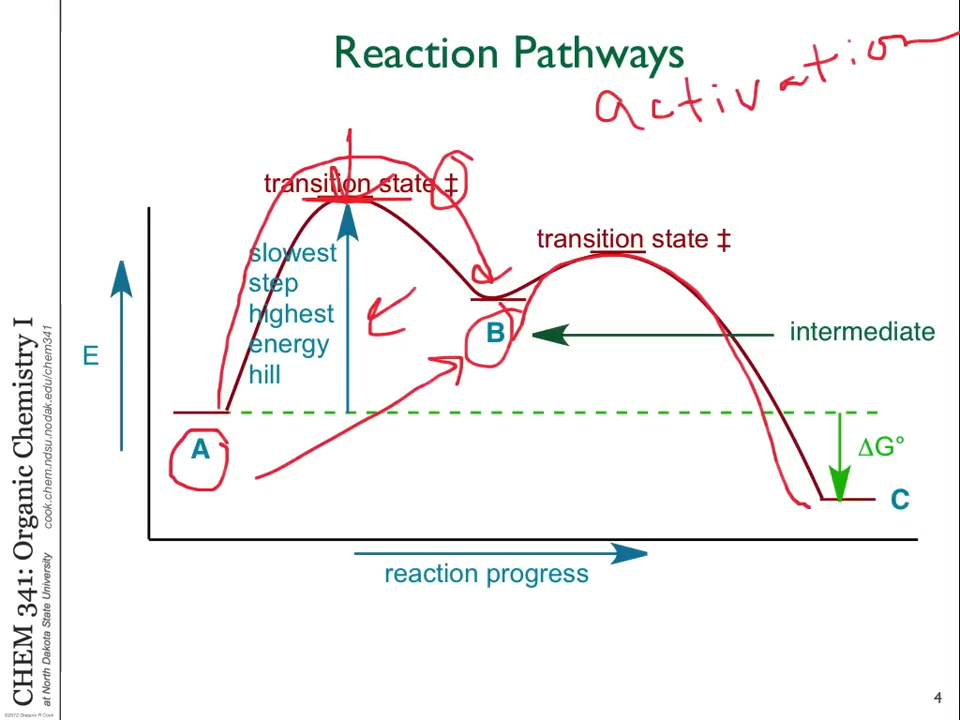 Reaction Pathways
activation
transition state ‡
transition state ‡
slowest
step
highest
energy
hill
B
intermediate
E
A
ΔG°
C
reaction progress
CHEM 341: Organic Chemistry I
at North Dakota State University
cook.chem.ndsu.nodak.edu/chem341
4